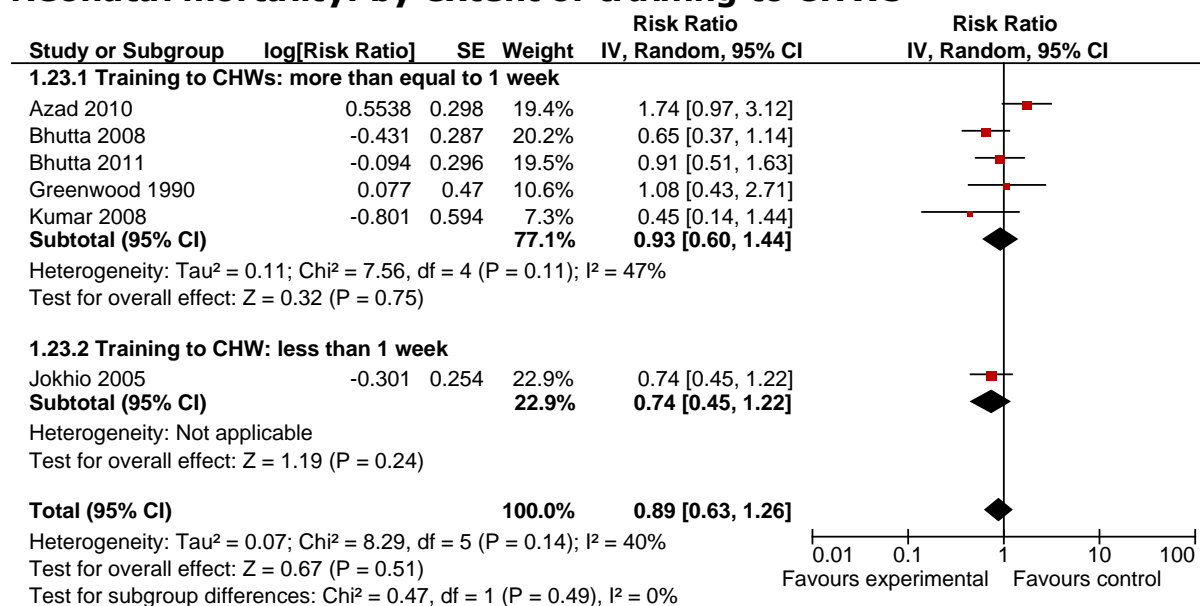 Neonatal mortality: by extent of training to CHWs
Risk Ratio Risk Ratio
Study or Subgroup log[Risk Ratio] SE Weight IV, Random, 95% CI IV, Random, 95% CI
1.23.1 Training to CHWs: more than equal to 1 week
Azad 2010 0.5538 0.298 19.4% 1.74 [0.97, 3.12]
Bhutta 2008 -0.431 0.287 20.2% 0.65 [0.37, 1.14]
Bhutta 2011 -0.094 0.296 19.5% 0.91 [0.51, 1.63]
Greenwood 1990 0.077 0.47 10.6% 1.08 [0.43, 2.71]
Kumar 2008 -0.801 0.594 7.3% 0.45 [0.14, 1.44]
Subtotal (95% CI) 77.1% 0.93 [0.60, 1.44]
Heterogeneity: Tau² = 0.11; Chi² = 7.56, df = 4 (P = 0.11); I² = 47%
Test for overall effect: Z = 0.32 (P = 0.75)
1.23.2 Training to CHW: less than 1 week
Jokhio 2005 -0.301 0.254 22.9% 0.74 [0.45, 1.22]
Subtotal (95% CI) 22.9% 0.74 [0.45, 1.22]
Heterogeneity: Not applicable
Test for overall effect: Z = 1.19 (P = 0.24)
Total (95% CI) 100.0% 0.89 [0.63, 1.26]
Heterogeneity: Tau² = 0.07; Chi² = 8.29, df = 5 (P = 0.14); I² = 40%
Test for overall effect: Z = 0.67 (P = 0.51)
Test for subgroup differences: Chi² = 0.47, df = 1 (P = 0.49), I² = 0%
0.01 0.1 1 10 100
Favours experimental Favours control